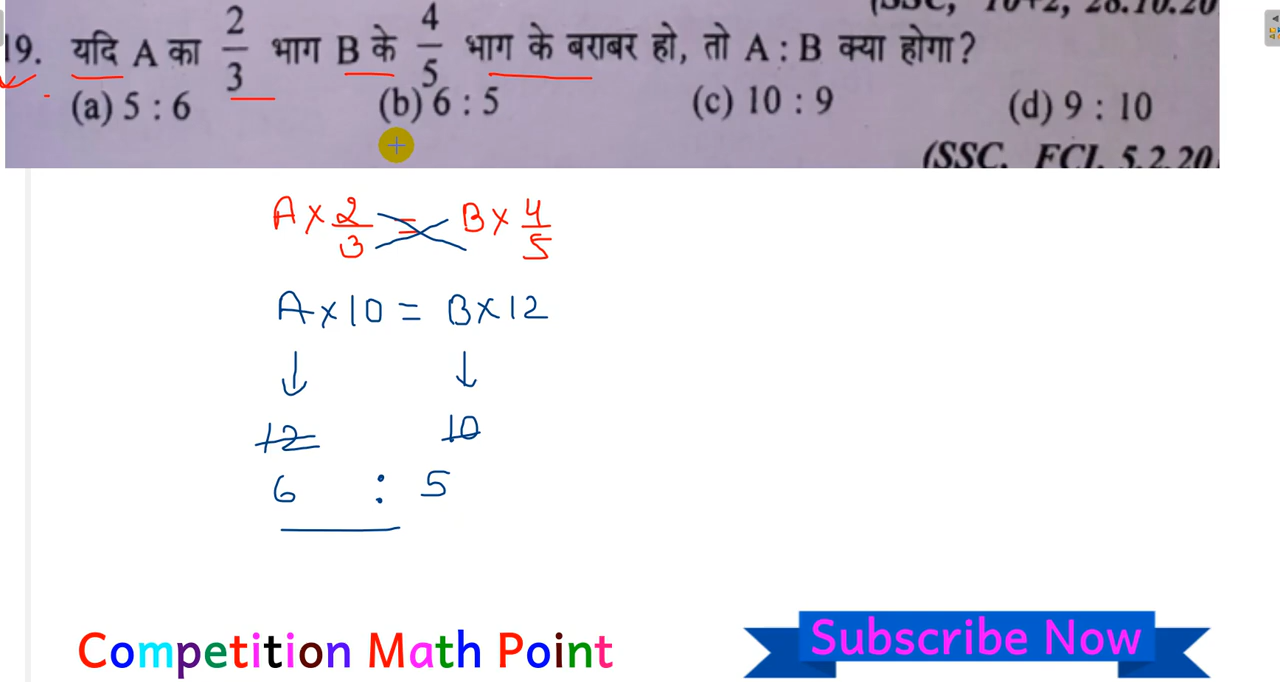 (SSC, 10+2, 28.10.20
19. यदि A का 2/3 भाग B के 4/5 भाग के बराबर हो, तो A : B क्या होगा ?
(a) 5 : 6 (b) 6 : 5 (c) 10 : 9 (d) 9 : 10
(SSC, FCI, 5.2.20
A × 2/3 = B × 4/5
A × 10 = B × 12
↓ ↓
12 10
6 : 5
Competition Math Point
Subscribe Now